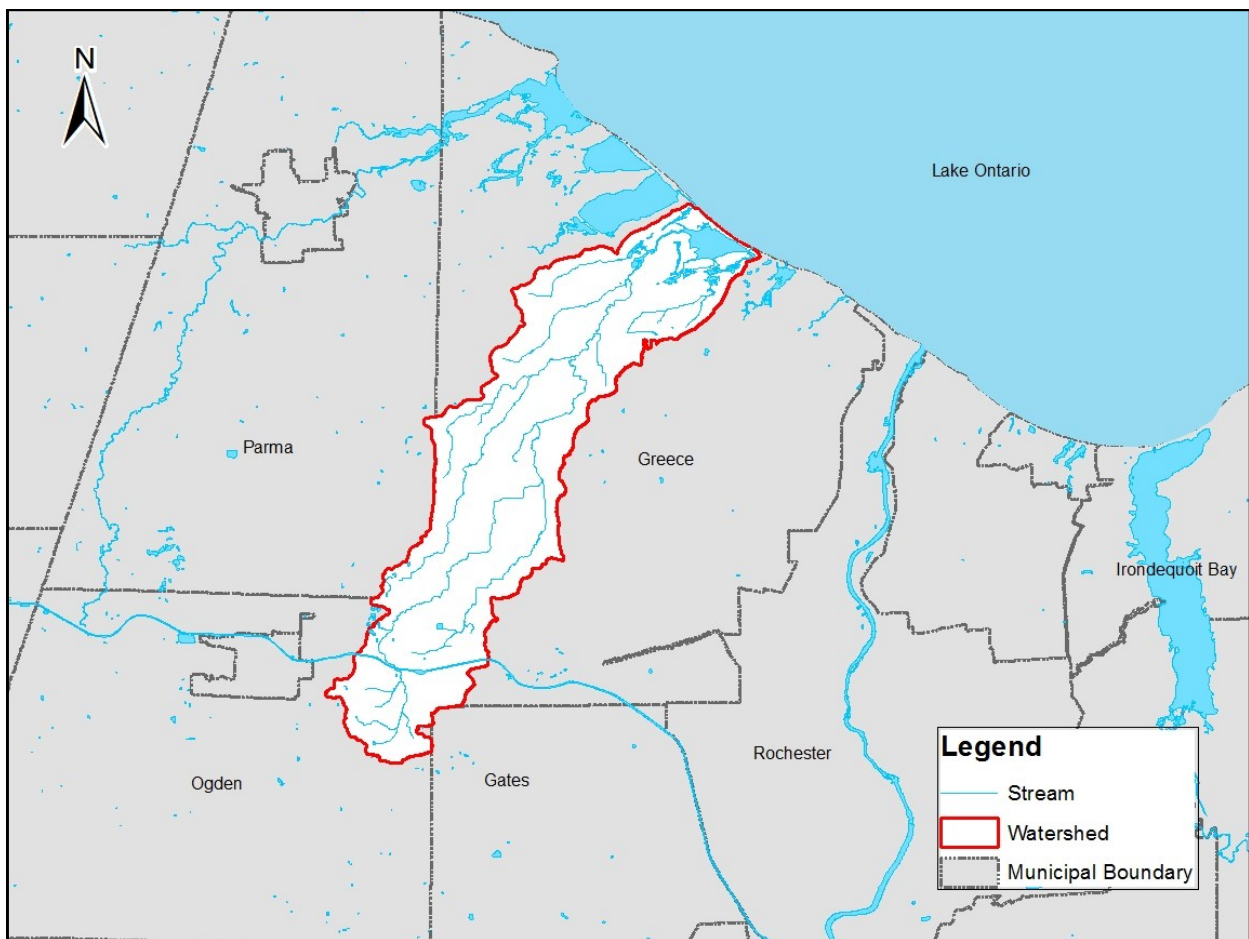 N
Lake Ontario
Parma
Greece
Irondequoit Bay
Rochester
Ogden
Gates
Legend
Stream
Watershed
Municipal Boundary